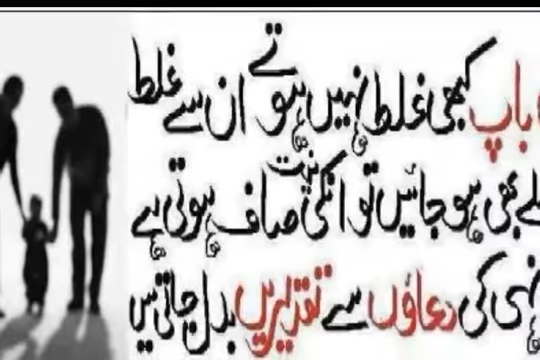 باپ کبھی غلط نہیں ہوتے ان سے غلط
بھی ہو جائیں تو انکی نیت صاف ہوتی ہے
کی دعاؤں سے تقدیریں بدل جاتی ہیں